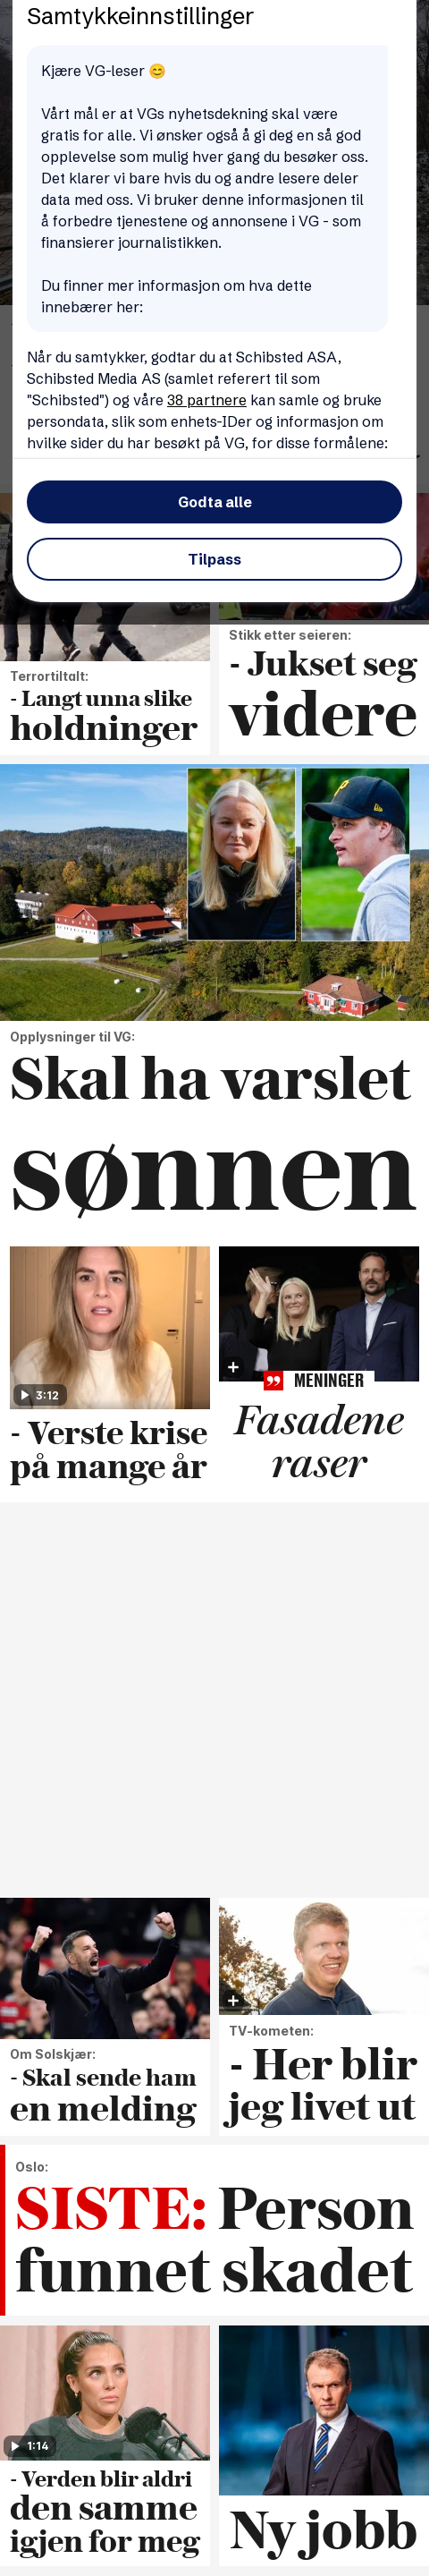 Samtykkeinnstillinger
Kjære VG-leser 😊
Vårt mål er at VGs nyhetsdekning skal være
gratis for alle. Vi ønsker også å gi deg en så god
opplevelse som mulig hver gang du besøker oss.
Det klarer vi bare hvis du og andre lesere deler
data med oss. Vi bruker denne informasjonen til
å forbedre tjenestene og annonsene i VG - som
finansierer journalistikken.
Du finner mer informasjon om hva dette
innebærer her:
Når du samtykker, godtar du at Schibsted ASA,
Schibsted Media AS (samlet referert til som
"Schibsted") og våre 38 partnere kan samle og bruke
persondata, slik som enhets-IDer og informasjon om
hvilke sider du har besøkt på VG, for disse formålene:
Godta alle
Tilpass
Terrortiltalt:
- Langt unna slike
holdninger
Stikk etter seieren:
- Jukset seg
videre
Opplysninger til VG:
Skal ha varslet
sønnen
3:12
- Verste krise
på mange år
MENINGER
Fasadene
raser
Om Solskjær:
- Skal sende ham
en melding
TV-kometen:
- Her blir
jeg livet ut
Oslo:
SISTE: Person
funnet skadet
1:14
- Verden blir aldri
den samme
igjen for meg
Ny jobb